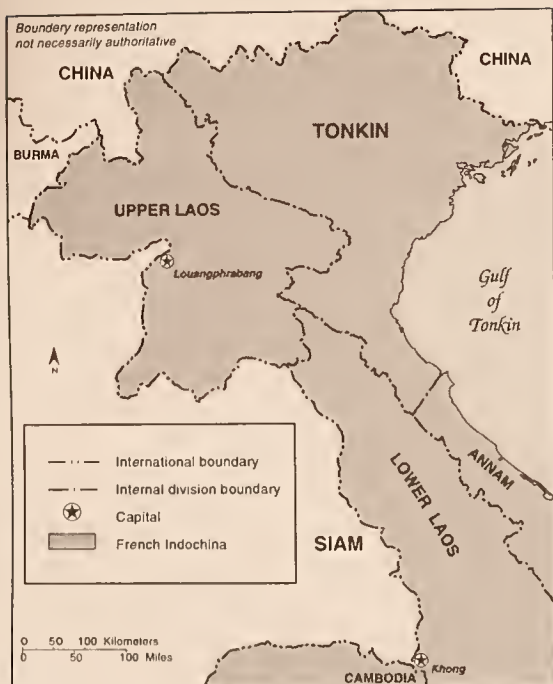 Boundary representation
not necessarily authoritative
CHINA
CHINA
TONKIN
BURMA
UPPER LAOS
Louangphrabang
Gulf
of
Tonkin
N
International boundary
Internal division boundary
Capital
French Indochina
ANNAM
LOWER LAOS
SIAM
0 50 100 Kilometers
0 50 100 Miles
Khong
CAMBODIA